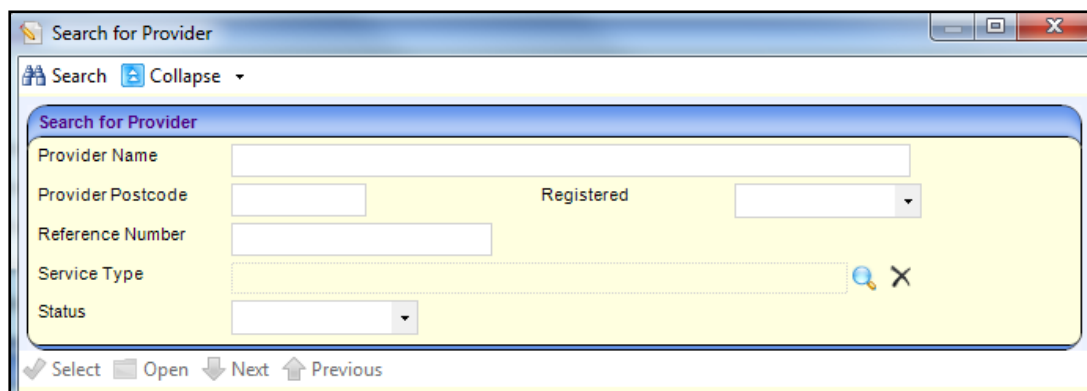 Search for Provider
Search Collapse
Search for Provider
Provider Name
Provider Postcode Registered
Reference Number
Service Type
Status
Select Open Next Previous